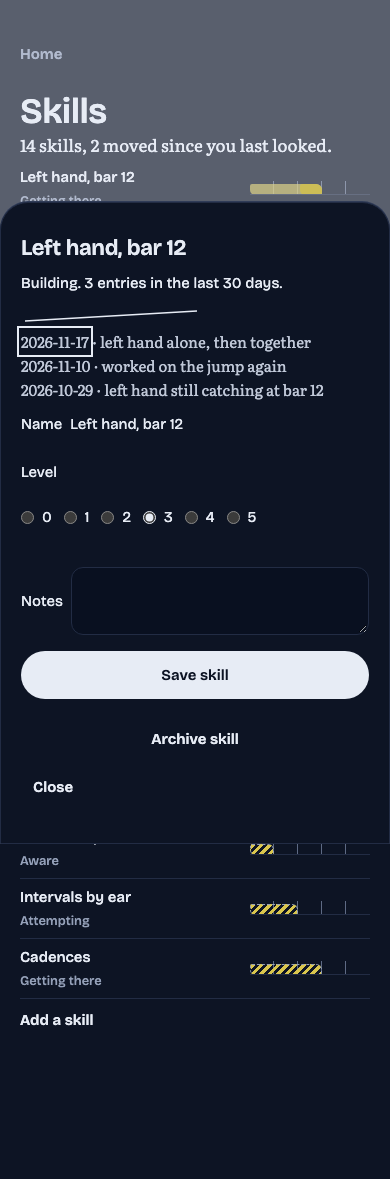 Home
Skills
14 skills, 2 moved since you last looked.
Left hand, bar 12
Getting there
Left hand, bar 12
Building. 3 entries in the last 30 days.
2026-11-17 · left hand alone, then together
2026-11-10 · worked on the jump again
2026-10-29 · left hand still catching at bar 12
Name Left hand, bar 12
Level
0 1 2 3 4 5
Notes
Save skill
Archive skill
Close
Aware
Intervals by ear
Attempting
Cadences
Getting there
Add a skill